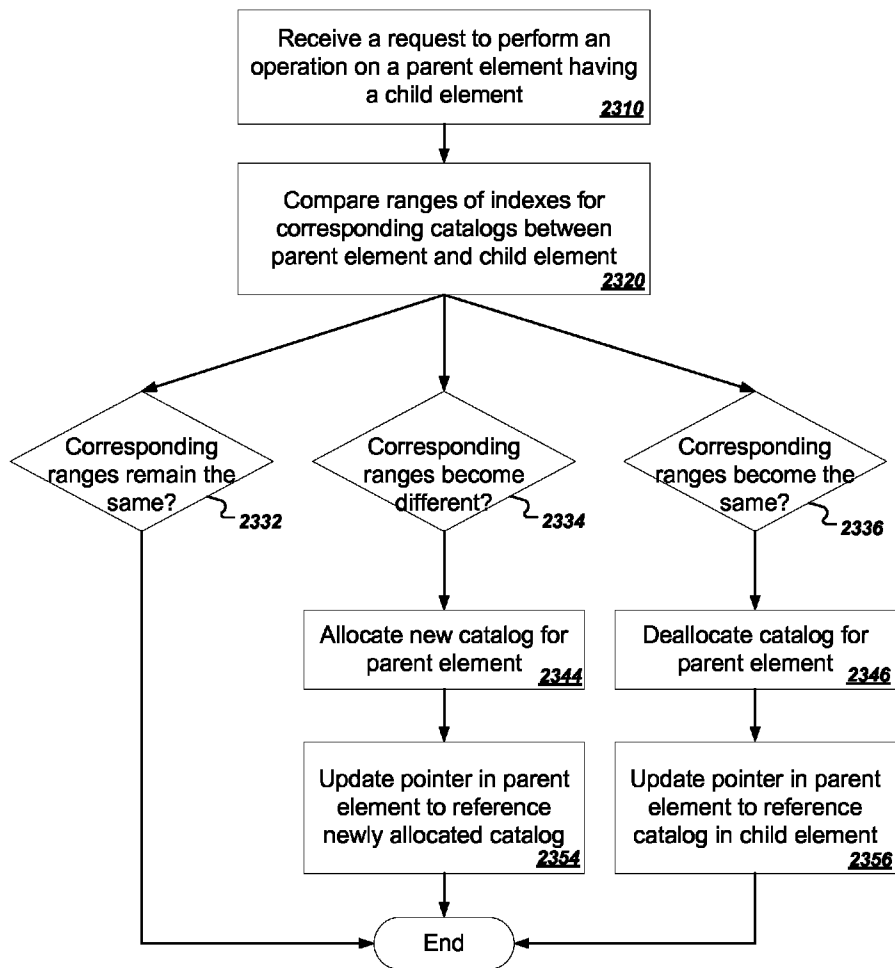 Receive a request to perform an
operation on a parent element having
a child element
2310
Compare ranges of indexes for
corresponding catalogs between
parent element and child element
2320
Corresponding
ranges remain the
same?
2332
Corresponding
ranges become
different?
2334
Corresponding
ranges become the
same?
2336
Allocate new catalog for
parent element
2344
Deallocate catalog for
parent element
2346
Update pointer in parent
element to reference
newly allocated catalog
2354
Update pointer in parent
element to reference
catalog in child element
2356
End